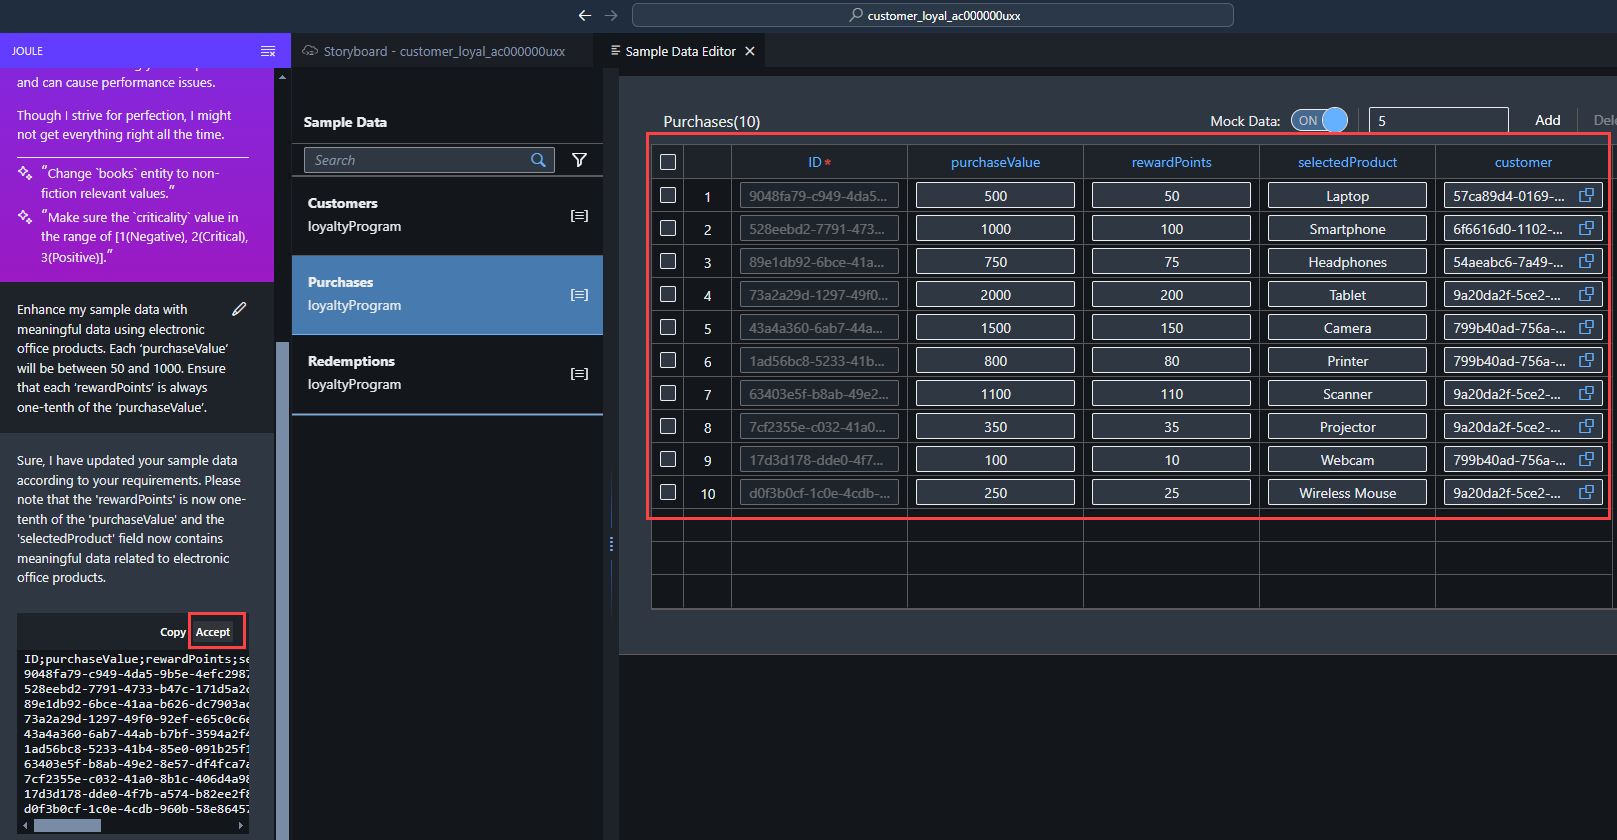 customer_loyal_ac000000uxx
JOULE
and can cause performance issues.
Though I strive for perfection, I might
not get everything right all the time.
"Change `books` entity to non-
fiction relevant values."
"Make sure the `criticality` value in
the range of [1(Negative), 2(Critical),
3(Positive)]."
Enhance my sample data with
meaningful data using electronic
office products. Each ‘purchaseValue’
will be between 50 and 1000. Ensure
that each ‘rewardPoints’ is always
one-tenth of the ‘purchaseValue’.
Sure, I have updated your sample data
according to your requirements. Please
note that the 'rewardPoints' is now one-
tenth of the 'purchaseValue' and the
'selectedProduct' field now contains
meaningful data related to electronic
office products.
Copy Accept
ID;purchaseValue;rewardPoints;se
9048fa79-c949-4da5-9b5e-4efc2987
528eebd2-7791-4733-b47c-171d5a2c
89e1db92-6bce-41aa-b626-dc7903ac
73a2a29d-1297-49f0-92ef-e65c0c6e
43a4a360-6ab7-44ab-b7bf-3594a2f4
1ad56bc8-5233-41b4-85e0-091b25f1
63403e5f-b8ab-49e2-8e57-df4fca7a
7cf2355e-c032-41a0-8b1c-406d4a98
17d3d178-dde0-4f7b-a574-b82ee2f8
d0f3b0cf-1c0e-4cdb-960b-58e86457
Storyboard - customer_loyal_ac000000uxx
Sample Data Editor
Sample Data
Search
Customers
loyaltyProgram
Purchases
loyaltyProgram
Redemptions
loyaltyProgram
Purchases(10)
Mock Data: ON 5 Add Dele
ID* purchaseValue rewardPoints selectedProduct customer
1 9048fa79-c949-4da5... 500 50 Laptop 57ca89d4-0169-...
2 528eebd2-7791-473... 1000 100 Smartphone 6f6616d0-1102-...
3 89e1db92-6bce-41a... 750 75 Headphones 54aeabc6-7a49-...
4 73a2a29d-1297-49f0... 2000 200 Tablet 9a20da2f-5ce2-...
5 43a4a360-6ab7-44a... 1500 150 Camera 799b40ad-756a-...
6 1ad56bc8-5233-41b... 800 80 Printer 799b40ad-756a-...
7 63403e5f-b8ab-49e2... 1100 110 Scanner 9a20da2f-5ce2-...
8 7cf2355e-c032-41a0... 350 35 Projector 9a20da2f-5ce2-...
9 17d3d178-dde0-4f7... 100 10 Webcam 799b40ad-756a-...
10 d0f3b0cf-1c0e-4cdb-... 250 25 Wireless Mouse 9a20da2f-5ce2-...